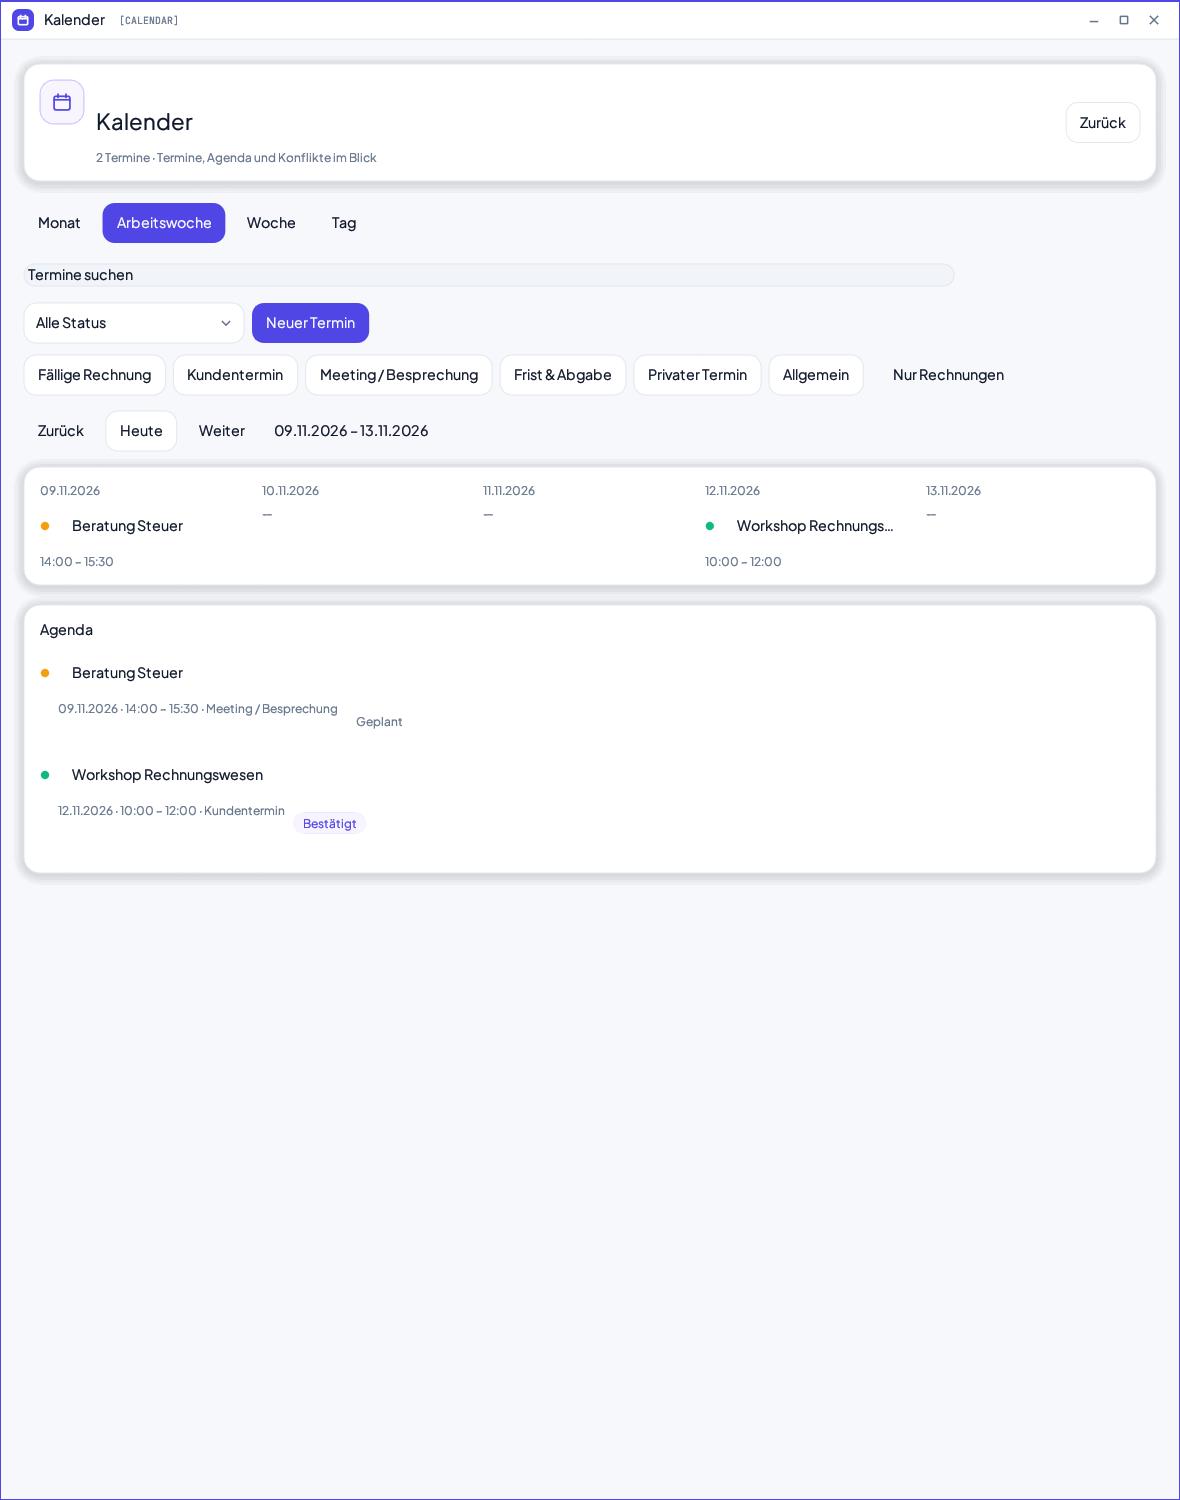 Kalender [CALENDAR]
Kalender
Zurück
2 Termine · Termine, Agenda und Konflikte im Blick
Monat Arbeitswoche Woche Tag
Termine suchen
Alle Status Neuer Termin
Fällige Rechnung Kundentermin Meeting / Besprechung Frist & Abgabe Privater Termin Allgemein Nur Rechnungen
Zurück Heute Weiter 09.11.2026 – 13.11.2026
09.11.2026 10.11.2026 11.11.2026 12.11.2026 13.11.2026
Beratung Steuer — — Workshop Rechnungs... —
14:00 – 15:30 10:00 – 12:00
Agenda
Beratung Steuer
09.11.2026 · 14:00 – 15:30 · Meeting / Besprechung
Geplant
Workshop Rechnungswesen
12.11.2026 · 10:00 – 12:00 · Kundentermin
Bestätigt